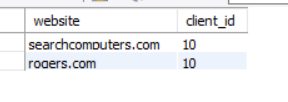 website client_id
searchcomputers.com 10
rogers.com 10